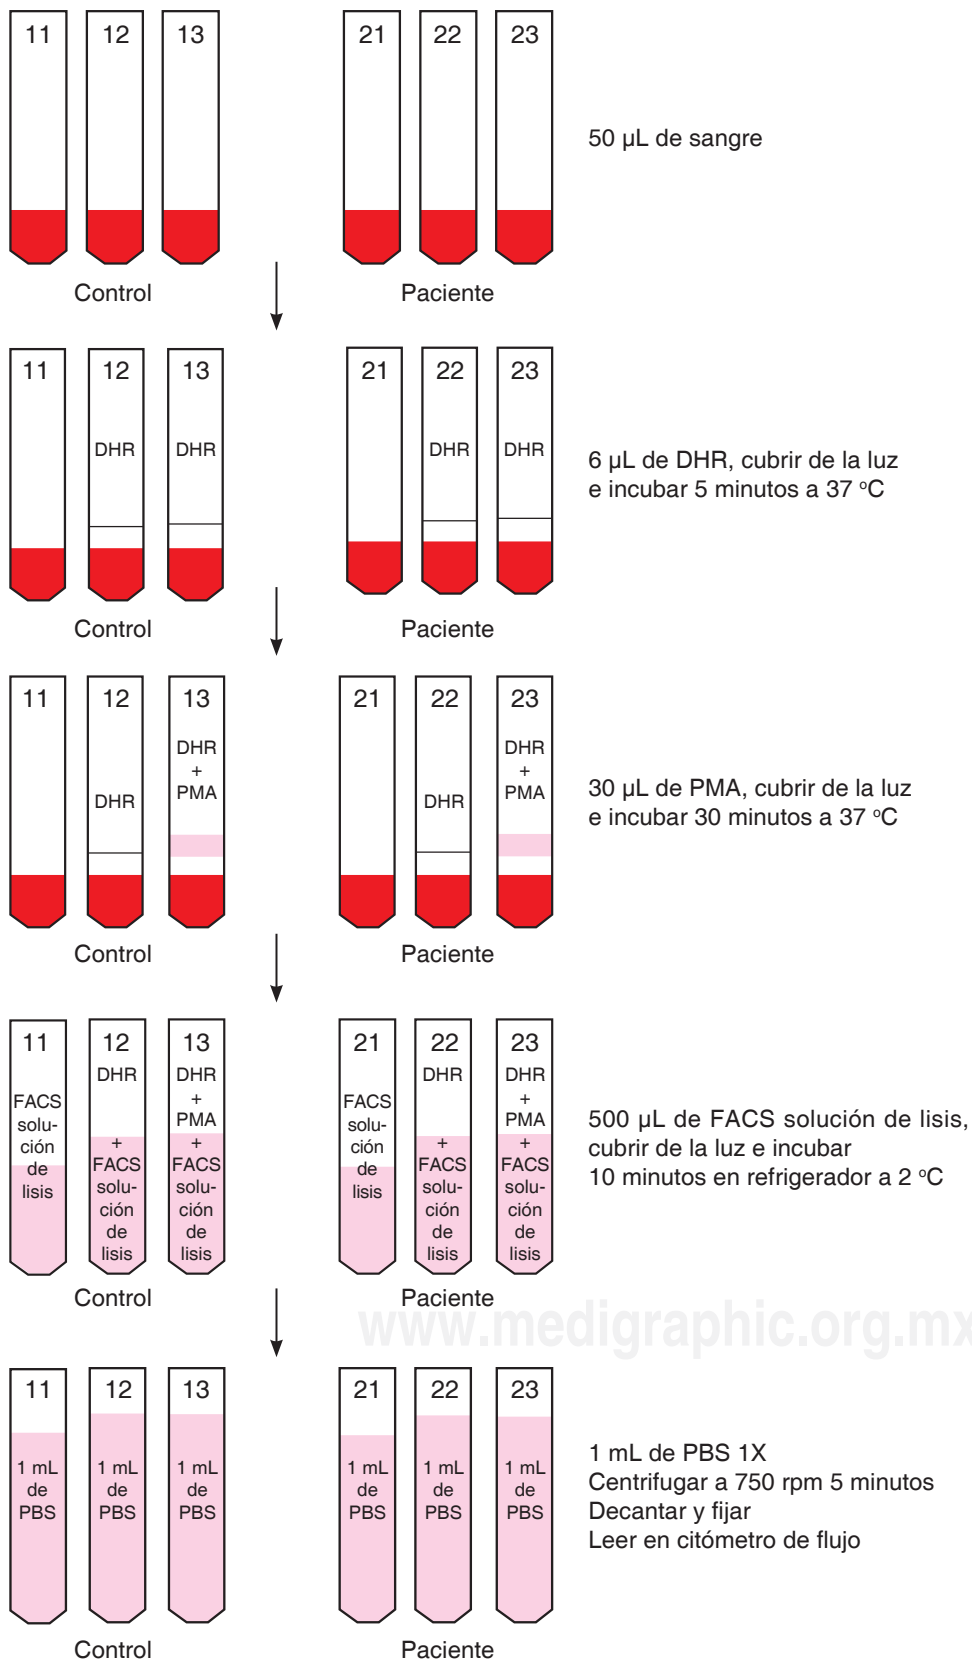 11 12 13 21 22 23
50 µL de sangre
Control Paciente
11 12 13 21 22 23
DHR DHR DHR DHR
6 µL de DHR, cubrir de la luz
e incubar 5 minutos a 37 ºC
Control Paciente
11 12 13 21 22 23
DHR
+
PMA
DHR
+
PMA
DHR DHR
30 µL de PMA, cubrir de la luz
e incubar 30 minutos a 37 ºC
Control Paciente
11
FACS
solu-
ción
de
lisis
12
DHR
+
FACS
solu-
ción
de
lisis
13
DHR
+
PMA
+
FACS
solu-
ción
de
lisis
21
FACS
solu-
ción
de
lisis
22
DHR
+
FACS
solu-
ción
de
lisis
23
DHR
+
PMA
+
FACS
solu-
ción
de
lisis
500 µL de FACS solución de lisis,
cubrir de la luz e incubar
10 minutos en refrigerador a 2 ºC
Control Paciente
www.medigraphic.org.mx
11 12 13 21 22 23
1 mL 1 mL 1 mL 1 mL 1 mL 1 mL
de de de de de de
PBS PBS PBS PBS PBS PBS
1 mL de PBS 1X
Centrifugar a 750 rpm 5 minutos
Decantar y fijar
Leer en citómetro de flujo
Control Paciente